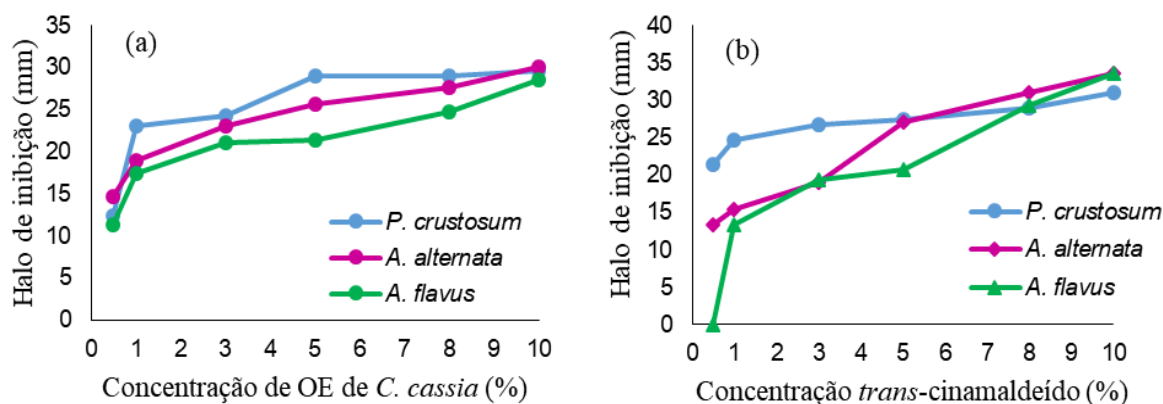 (a)
Halo de inibição (mm)
35
30
25
20
15
10
5
0
P. crustosum
A. alternata
A. flavus
0 1 2 3 4 5 6 7 8 9 10
Concentração de OE de C. cassia (%)
(b)
Halo de inibição (mm)
40
35
30
25
20
15
10
5
0
P. crustosum
A. alternata
A. flavus
0 1 2 3 4 5 6 7 8 9 10
Concentração trans-cinamaldeído (%)